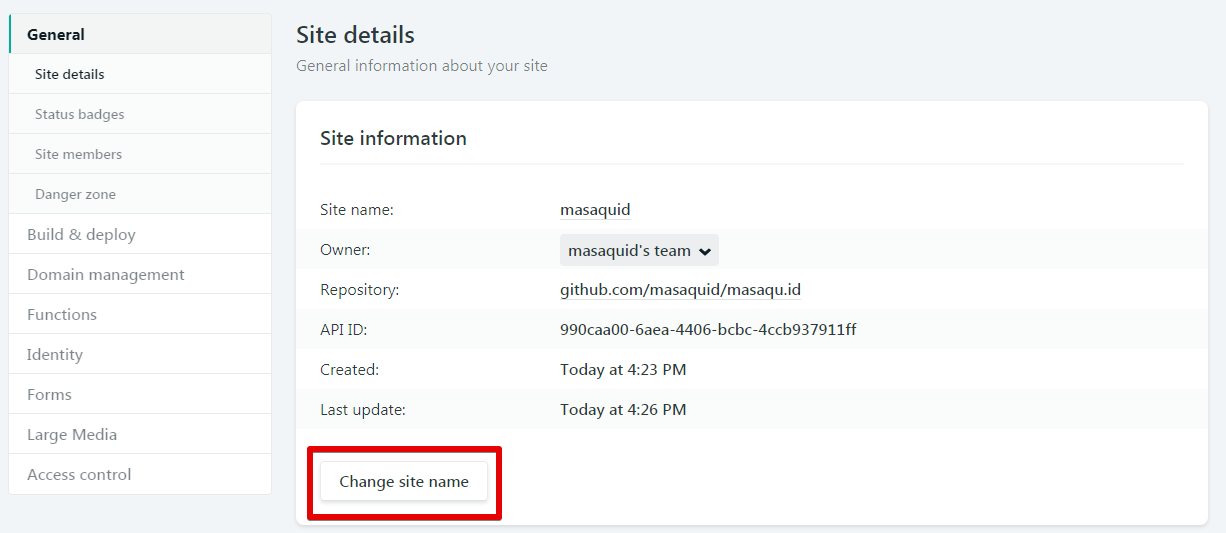 General
Site details
Status badges
Site members
Danger zone
Build & deploy
Domain management
Functions
Identity
Forms
Large Media
Access control
Site details
General information about your site
Site information
Site name: masaquid
Owner: masaquid's team
Repository: github.com/masaquid/masaqu.id
API ID: 990caa00-6aea-4406-bcbc-4ccb937911ff
Created: Today at 4:23 PM
Last update: Today at 4:26 PM
Change site name